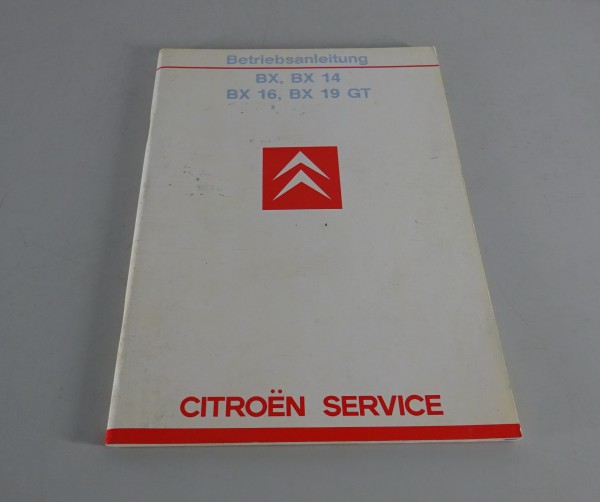 Betriebsanleitung
BX, BX 14
BX 16, BX 19 GT
CITROËN SERVICE